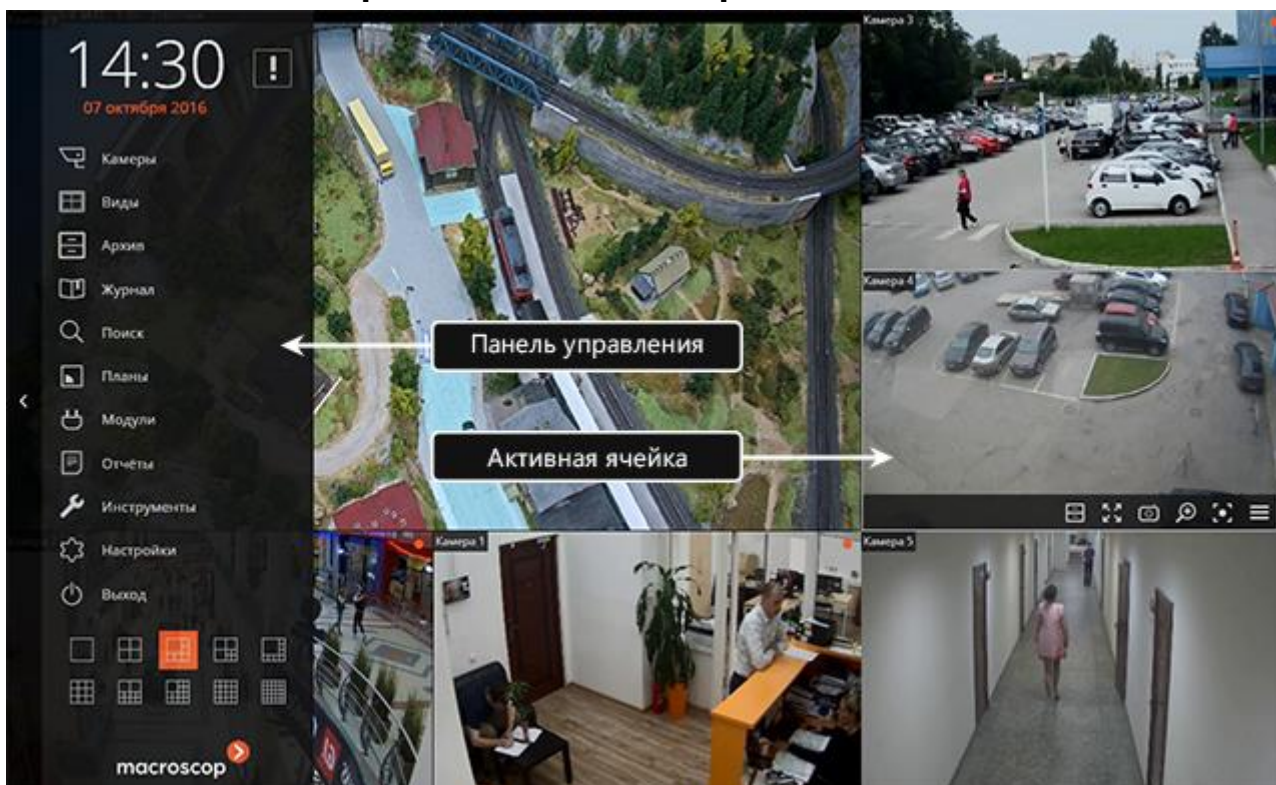 14:30
!
07 октября 2016
Камеры
Виды
Архив
Журнал
Поиск
Планы
Модули
Отчёты
Инструменты
Настройки
Выход
macroscop
Панель управления
Активная ячейка
Камера 3
Камера 4
Камера 1
Камера 5